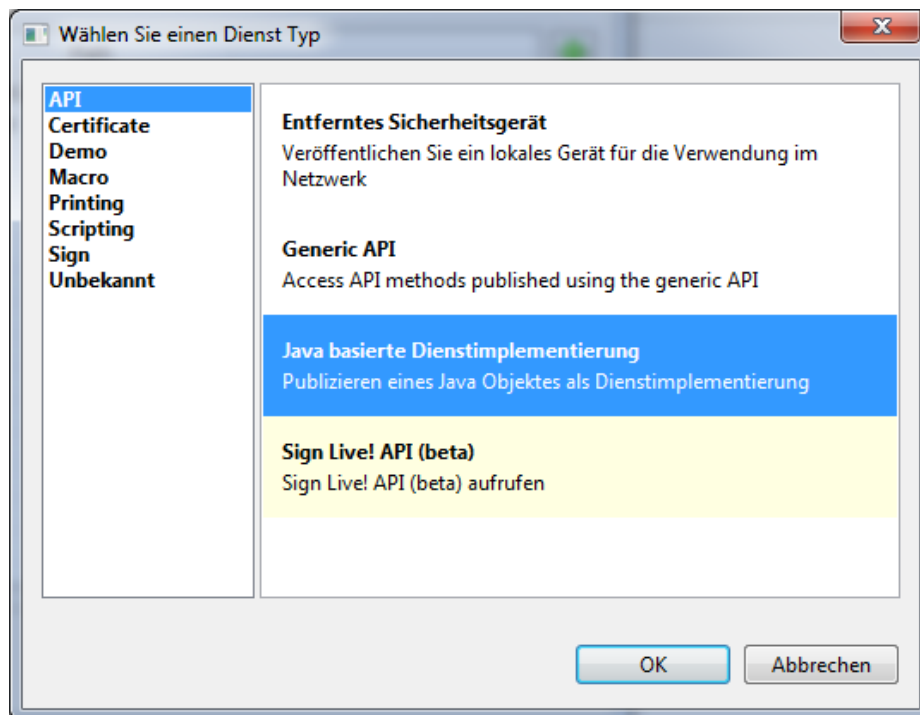 Wählen Sie einen Dienst Typ
API
Certificate
Demo
Macro
Printing
Scripting
Sign
Unbekannt
Entferntes Sicherheitsgerät
Veröffentlichen Sie ein lokales Gerät für die Verwendung im
Netzwerk
Generic API
Access API methods published using the generic API
Java basierte Dienstimplementierung
Publizieren eines Java Objektes als Dienstimplementierung
Sign Live! API (beta)
Sign Live! API (beta) aufrufen
OK
Abbrechen